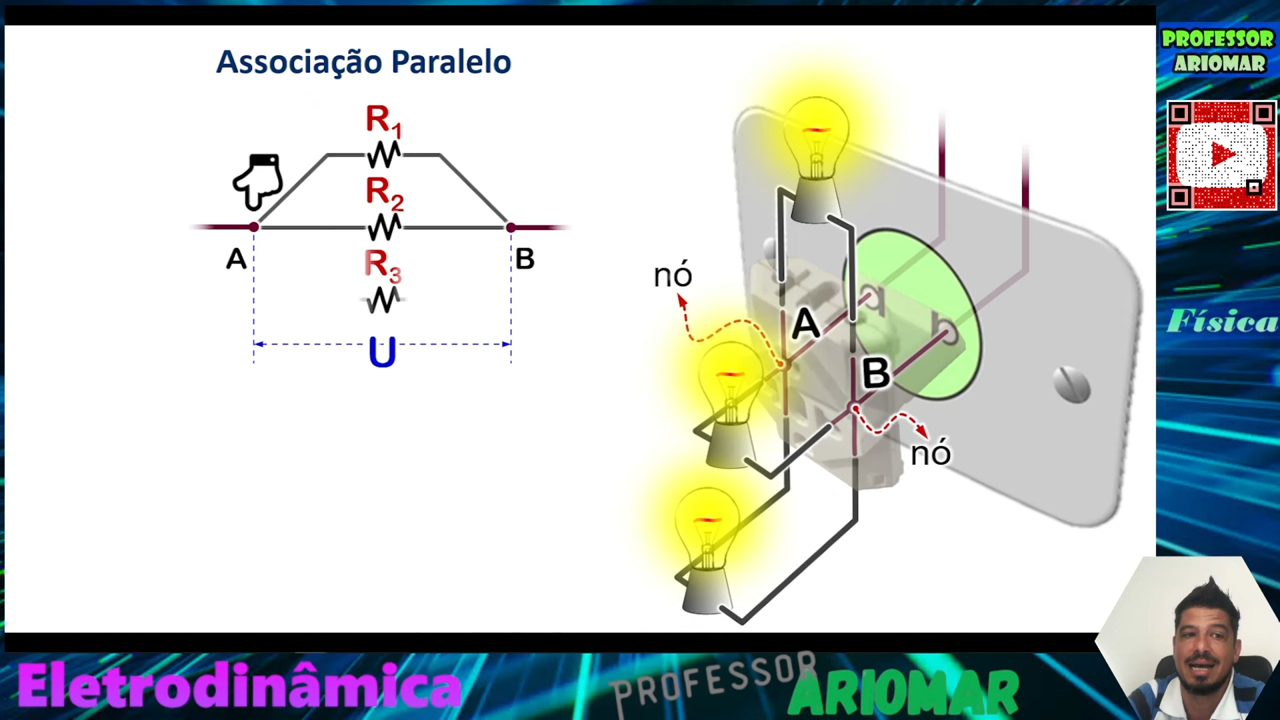 Associação Paralelo
R1
R2
R3
A
B
U
nó
A
a
b
B
nó
PROFESSOR
ARIOMAR
Física
Eletrodinâmica
PROFESSOR
ARIOMAR